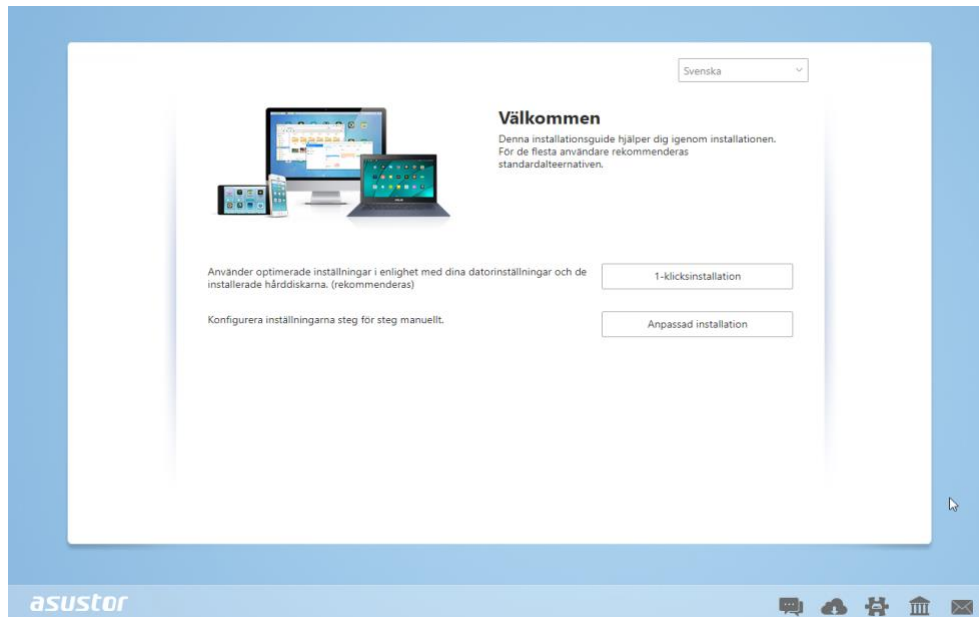 Svenska
Välkommen
Denna installationsguide hjälper dig igenom installationen.
För de flesta användare rekommenderas
standardalteernativen.
Använder optimerade inställningar i enlighet med dina datorinställningar och de
installerade hårddiskarna. (rekommenderas)
1-klicksinstallation
Konfigurera inställningarna steg för steg manuellt.
Anpassad installation
asustor